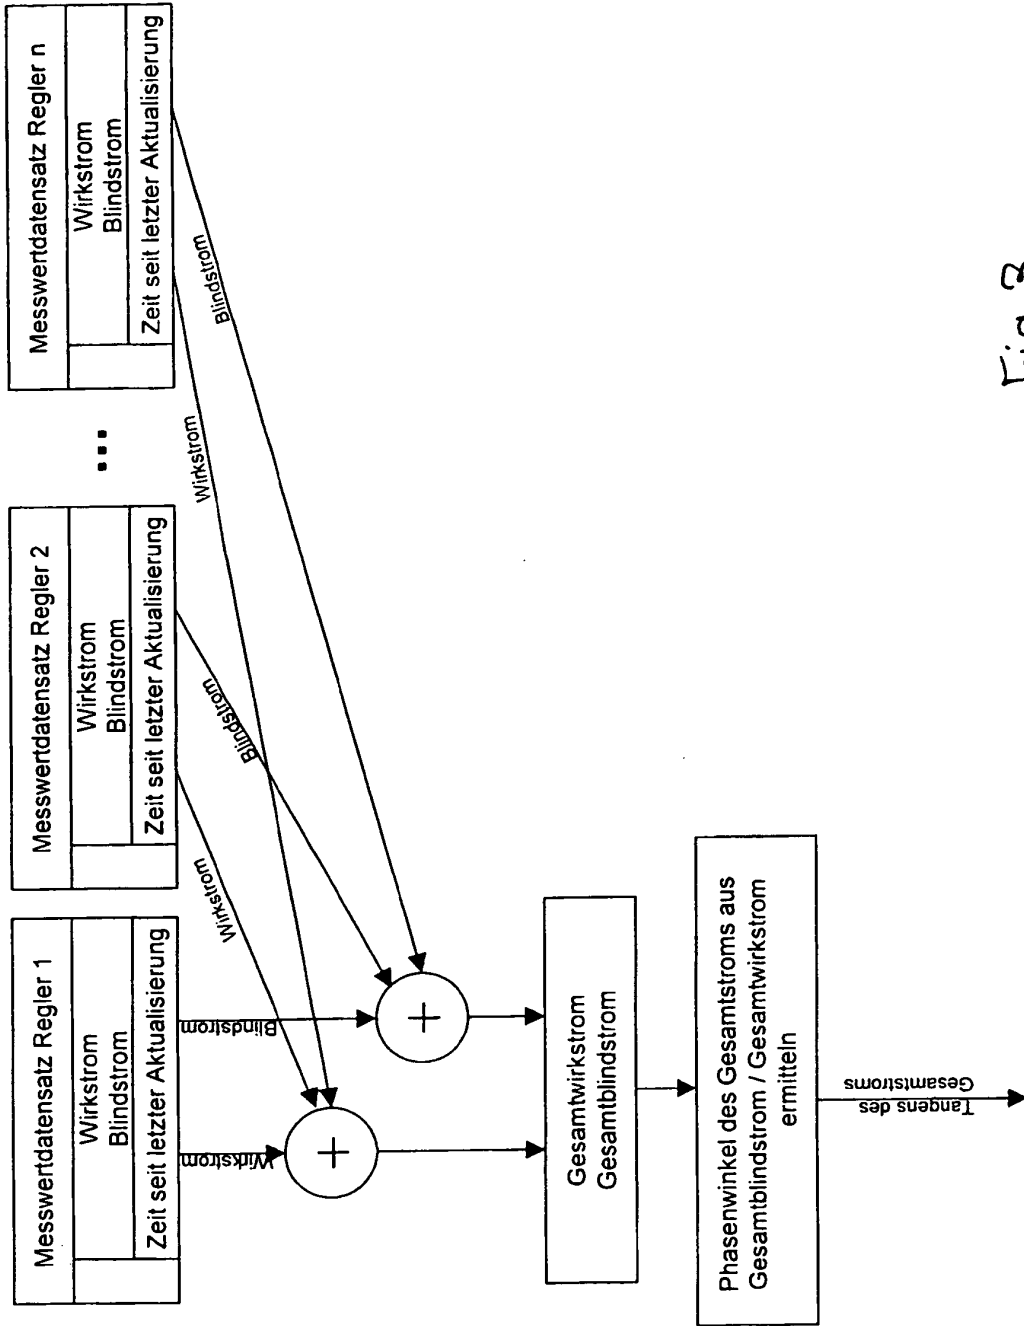 Messwertdatensatz Regler 1
Wirkstrom
Blindstrom
Zeit seit letzter Aktualisierung
Messwertdatensatz Regler 2
Wirkstrom
Blindstrom
Zeit seit letzter Aktualisierung
...
Messwertdatensatz Regler n
Wirkstrom
Blindstrom
Zeit seit letzter Aktualisierung
Wirkstrom
Blindstrom
Wirkstrom
Blindstrom
Wirkstrom
Blindstrom
+
+
Gesamtwirkstrom
Gesamtblindstrom
Phasenwinkel des Gesamtstroms aus
Gesamtblindstrom / Gesamtwirkstrom
ermitteln
Tangens des
Gesamtstroms